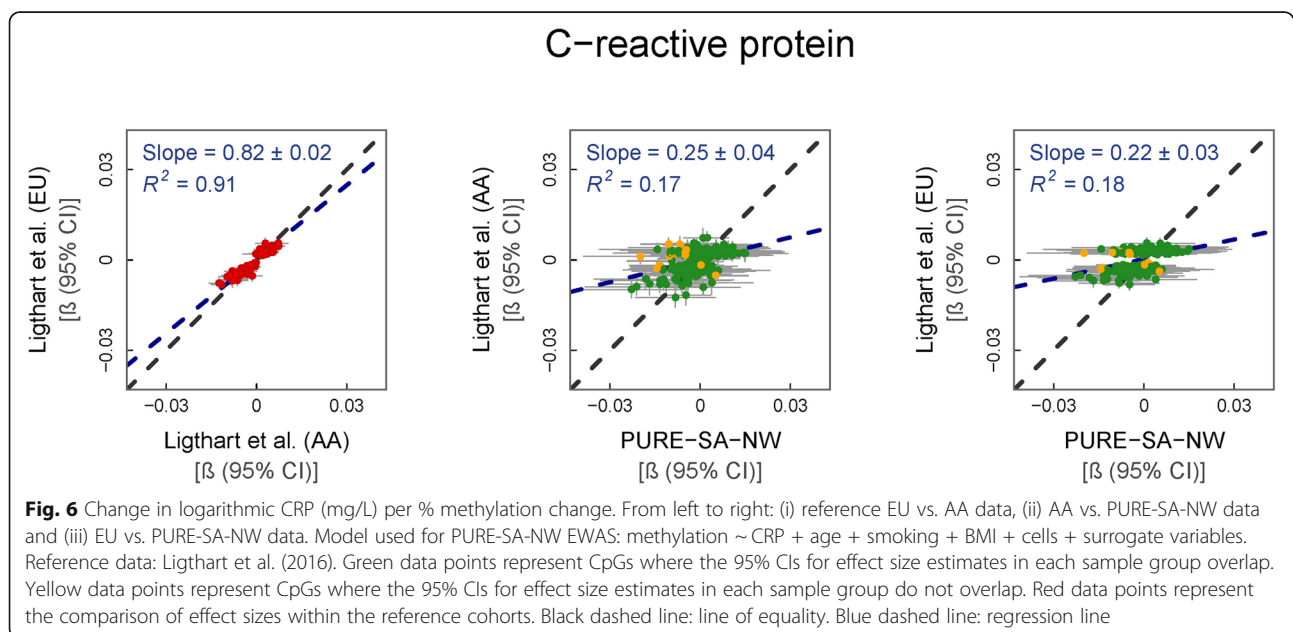 C−reactive protein
Slope = 0.82 ± 0.02
R² = 0.91
Ligthart et al. (EU)
[ß (95% CI)]
0.03
0
−0.03
−0.03 0 0.03
Ligthart et al. (AA)
[ß (95% CI)]
Slope = 0.25 ± 0.04
R² = 0.17
Ligthart et al. (AA)
[ß (95% CI)]
0.03
0
−0.03
−0.03 0 0.03
PURE−SA−NW
[ß (95% CI)]
Slope = 0.22 ± 0.03
R² = 0.18
Ligthart et al. (EU)
[ß (95% CI)]
0.03
0
−0.03
−0.03 0 0.03
PURE−SA−NW
[ß (95% CI)]
Fig. 6 Change in logarithmic CRP (mg/L) per % methylation change. From left to right: (i) reference EU vs. AA data, (ii) AA vs. PURE-SA-NW data
and (iii) EU vs. PURE-SA-NW data. Model used for PURE-SA-NW EWAS: methylation ~ CRP + age + smoking + BMI + cells + surrogate variables.
Reference data: Ligthart et al. (2016). Green data points represent CpGs where the 95% CIs for effect size estimates in each sample group overlap.
Yellow data points represent CpGs where the 95% CIs for effect size estimates in each sample group do not overlap. Red data points represent
the comparison of effect sizes within the reference cohorts. Black dashed line: line of equality. Blue dashed line: regression line